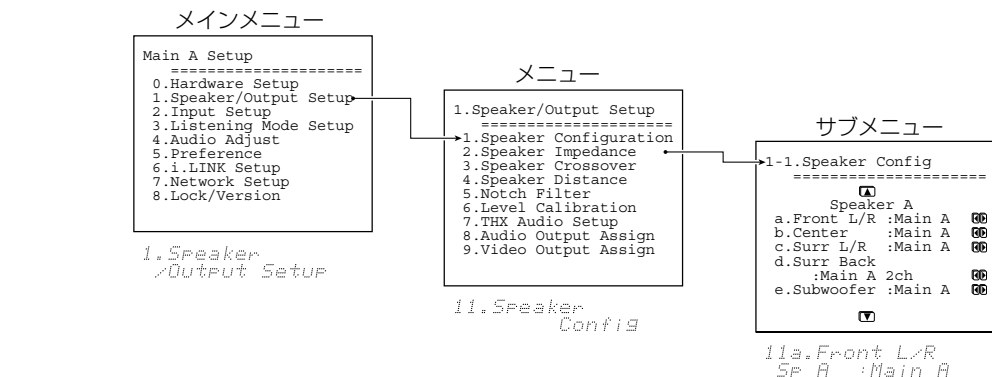 メインメニュー
Main A Setup
=====================
0.Hardware Setup
1.Speaker/Output Setup
2.Input Setup
3.Listening Mode Setup
4.Audio Adjust
5.Preference
6.i.LINK Setup
7.Network Setup
8.Lock/Version
1.Speaker
/Output Setup
メニュー
1.Speaker/Output Setup
=====================
1.Speaker Configuration
2.Speaker Impedance
3.Speaker Crossover
4.Speaker Distance
5.Notch Filter
6.Level Calibration
7.THX Audio Setup
8.Audio Output Assign
9.Video Output Assign
11.Speaker
Config
サブメニュー
1-1.Speaker Config
=====================
Speaker A
a.Front L/R :Main A
b.Center :Main A
c.Surr L/R :Main A
d.Surr Back
:Main A 2ch
e.Subwoofer :Main A
11a.Front L/R
Sp A :Main A